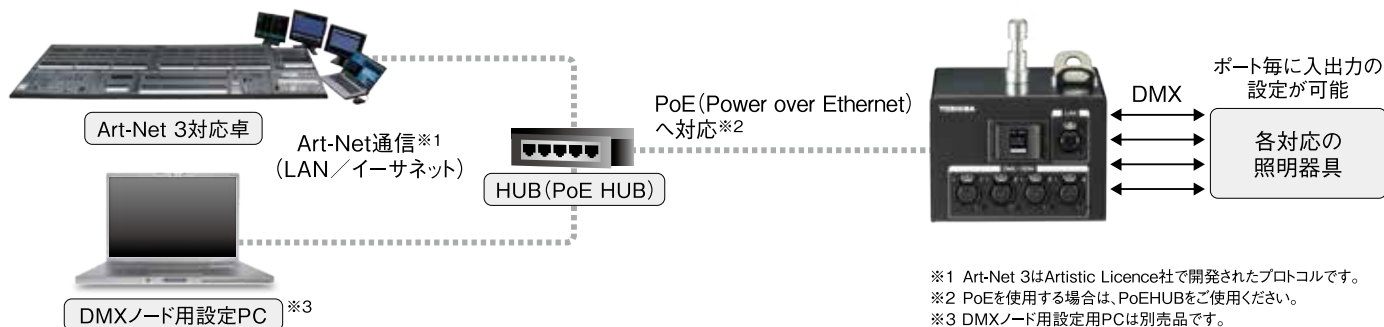 Art-Net 3対応卓
Art-Net通信※1
(LAN／イーサネット)
HUB(PoE HUB)
DMXノード用設定PC※3
PoE(Power over Ethernet)
へ対応※2
TOSHIBA
DMX
ポート毎に入出力の
設定が可能
各対応の
照明器具
※1 Art-Net 3はArtistic Licence社で開発されたプロトコルです。
※2 PoEを使用する場合は、PoEHUBをご使用ください。
※3 DMXノード用設定用PCは別売品です。